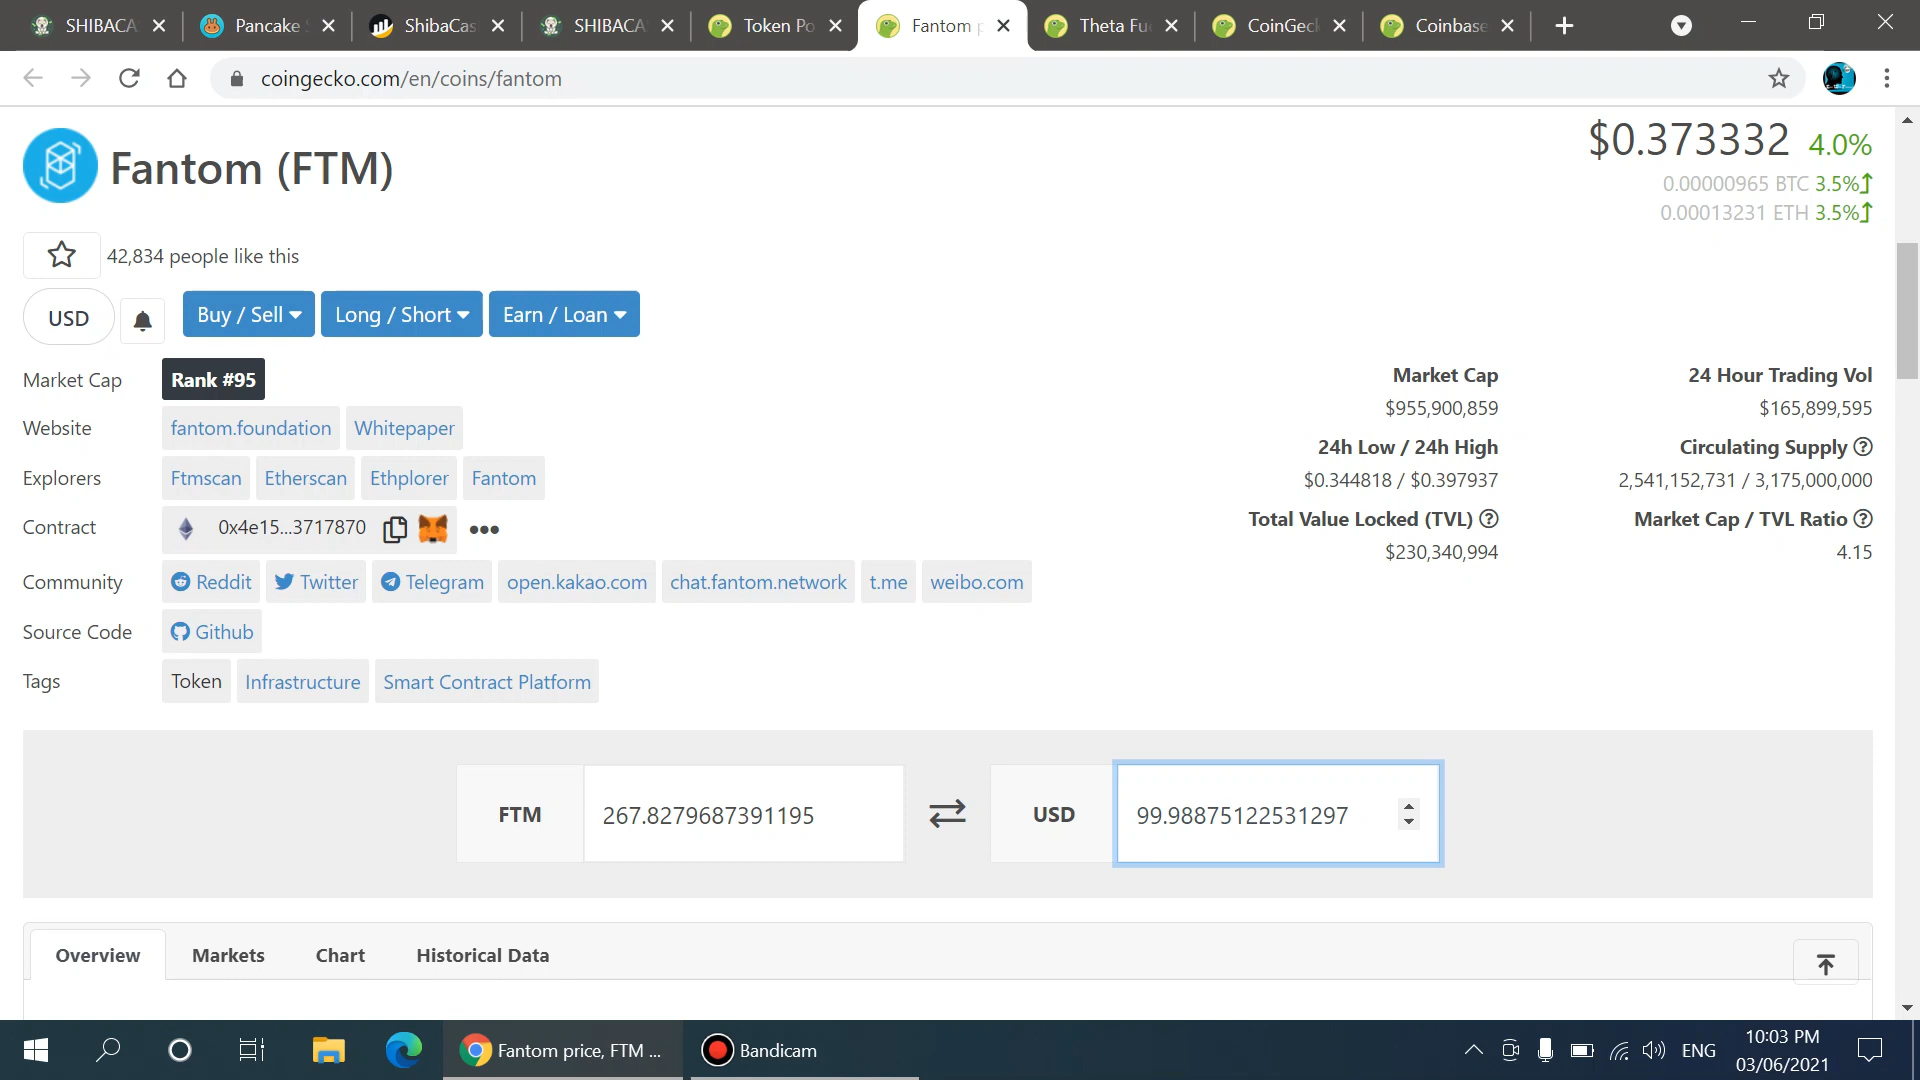 SHIBACA
Pancake S
ShibaCas
SHIBACA
Token Po
Fantom p
Theta Fue
CoinGeck
Coinbase
coingecko.com/en/coins/fantom
Fantom (FTM)
$0.373332 4.0%
0.00000965 BTC 3.5%
0.00013231 ETH 3.5%
42,834 people like this
USD
Buy / Sell
Long / Short
Earn / Loan
Market Cap Rank #95
Website fantom.foundation Whitepaper
Explorers Ftmscan Etherscan Ethplorer Fantom
Contract 0x4e15...3717870
Community Reddit Twitter Telegram open.kakao.com chat.fantom.network t.me weibo.com
Source Code Github
Tags Token Infrastructure Smart Contract Platform
Market Cap
$955,900,859
24h Low / 24h High
$0.344818 / $0.397937
Total Value Locked (TVL)
$230,340,994
24 Hour Trading Vol
$165,899,595
Circulating Supply
2,541,152,731 / 3,175,000,000
Market Cap / TVL Ratio
4.15
FTM 267.8279687391195 USD 99.98875122531297
Overview Markets Chart Historical Data
Fantom price, FTM ...
Bandicam
ENG
10:03 PM
03/06/2021